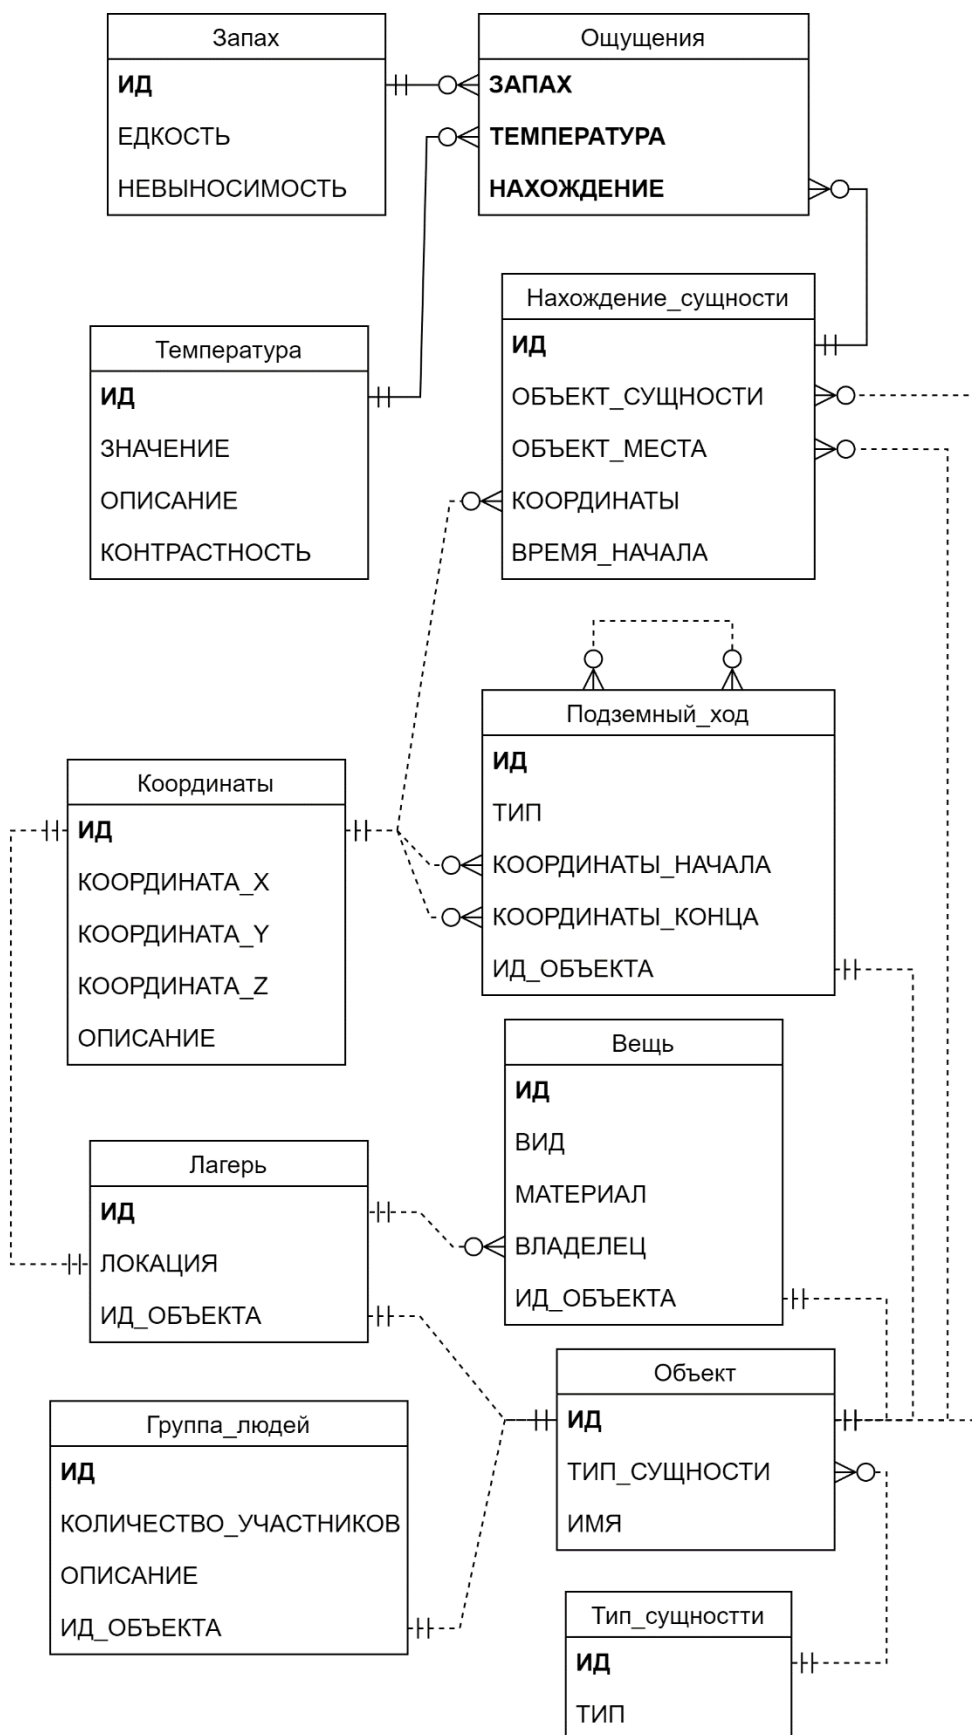 Запах
ИД
ЕДКОСТЬ
НЕВЫНОСИМОСТЬ
Ощущения
ЗАПАХ
ТЕМПЕРАТУРА
НАХОЖДЕНИЕ
Нахождение_сущности
ИД
ОБЪЕКТ_СУЩНОСТИ
ОБЪЕКТ_МЕСТА
КООРДИНАТЫ
ВРЕМЯ_НАЧАЛА
Температура
ИД
ЗНАЧЕНИЕ
ОПИСАНИЕ
КОНТРАСТНОСТЬ
Подземный_ход
ИД
ТИП
КООРДИНАТЫ_НАЧАЛА
КООРДИНАТЫ_КОНЦА
ИД_ОБЪЕКТА
Координаты
ИД
КООРДИНАТА_X
КООРДИНАТА_Y
КООРДИНАТА_Z
ОПИСАНИЕ
Вещь
ИД
ВИД
МАТЕРИАЛ
ВЛАДЕЛЕЦ
ИД_ОБЪЕКТА
Лагерь
ИД
ЛОКАЦИЯ
ИД_ОБЪЕКТА
Объект
ИД
ТИП_СУЩНОСТИ
ИМЯ
Группа_людей
ИД
КОЛИЧЕСТВО_УЧАСТНИКОВ
ОПИСАНИЕ
ИД_ОБЪЕКТА
Тип_сущностти
ИД
ТИП